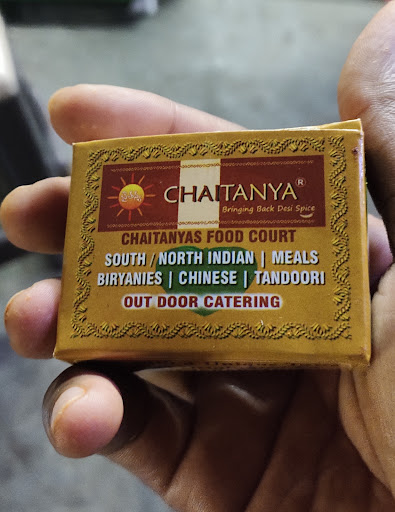 CHAITANYA®
Bringing Back Desi Spice
CHAITANYAS FOOD COURT
SOUTH / NORTH INDIAN | MEALS
BIRYANIES | CHINESE | TANDOORI
OUT DOOR CATERING